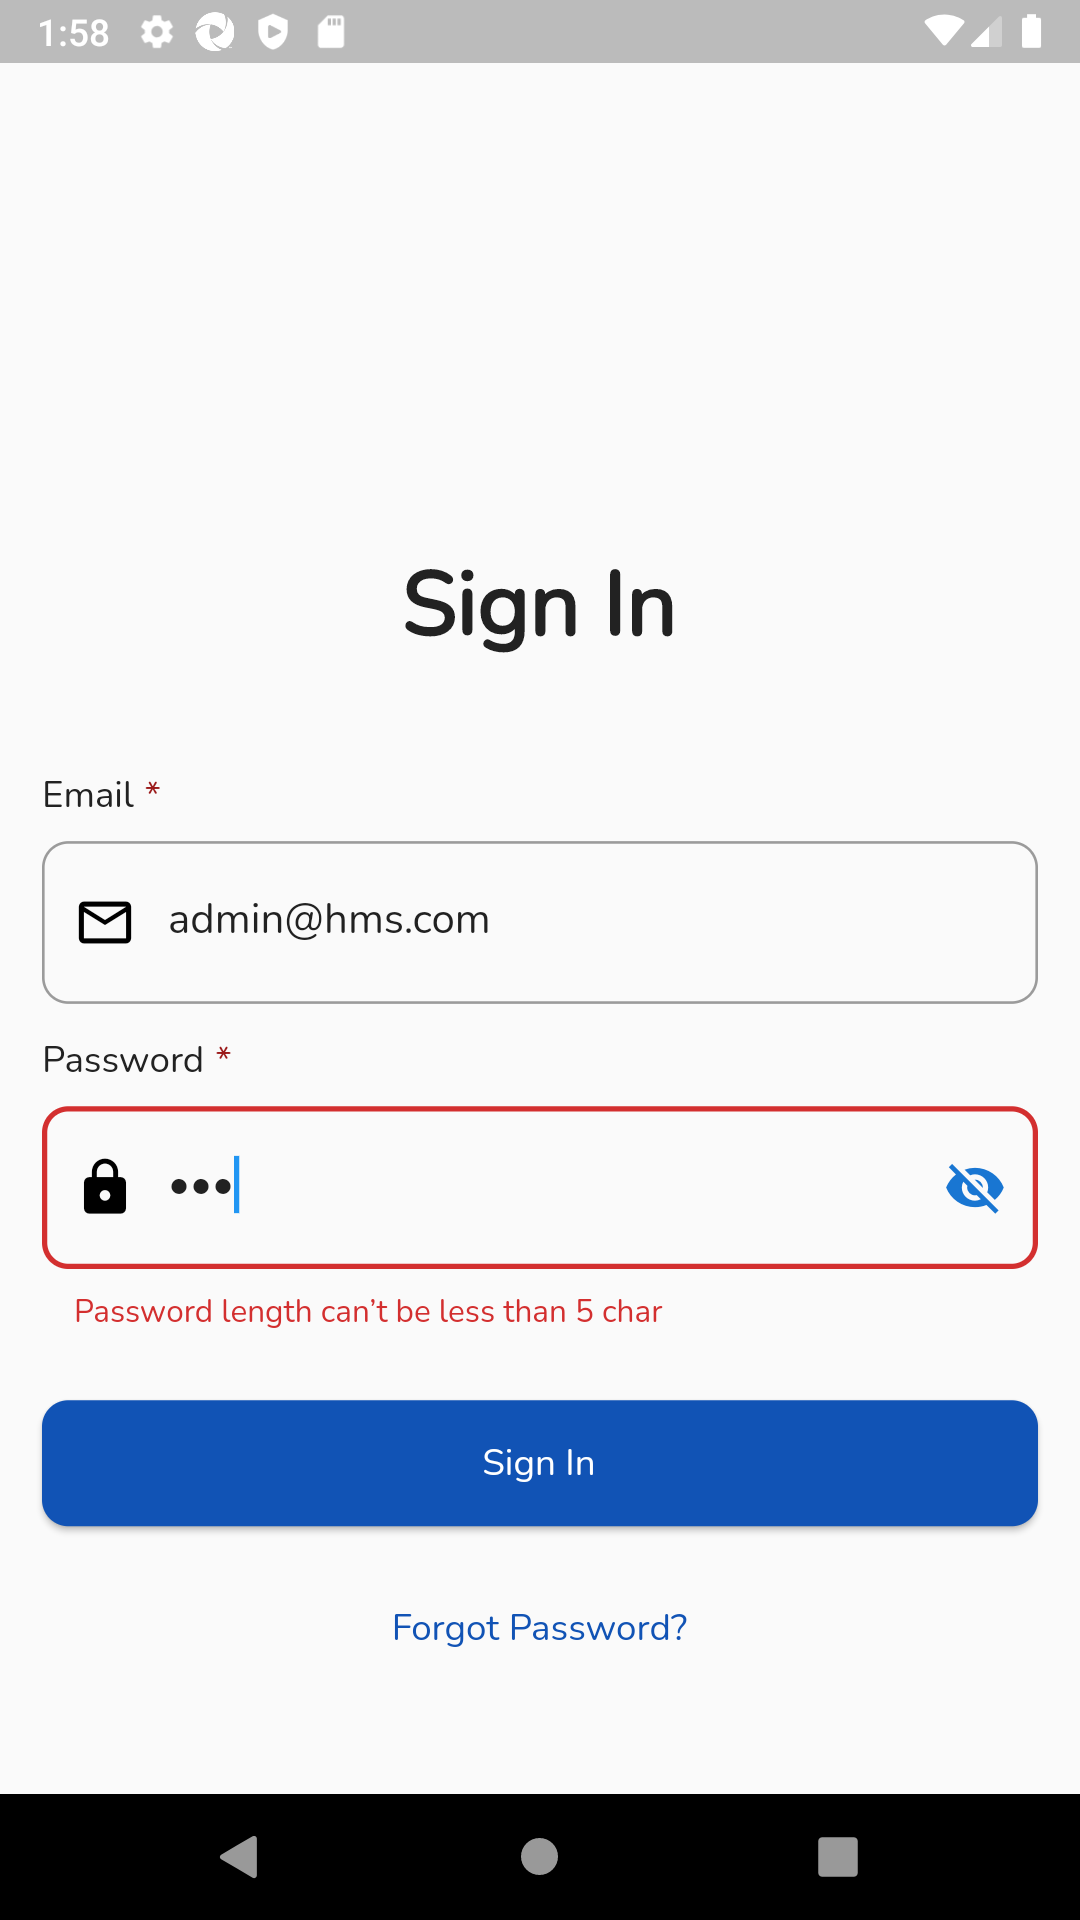 1:58
Sign In
Email *
admin@hms.com
Password *
•••
Password length can't be less than 5 char
Sign In
Forgot Password?